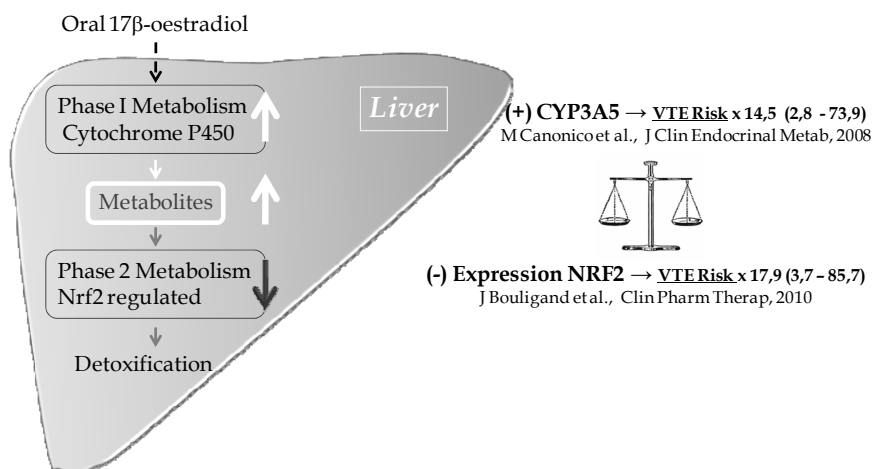 Oral 17β-oestradiol
Phase I Metabolism
Cytochrome P450
Metabolites
Phase 2 Metabolism
Nrf2 regulated
Detoxification
Liver
(+) CYP3A5 → VTE Risk x 14,5 (2,8 - 73,9)
M Canonico et al., J Clin Endocrinal Metab, 2008
(-) Expression NRF2 → VTE Risk x 17,9 (3,7 – 85,7)
J Bouligand et al., Clin Pharm Therap, 2010